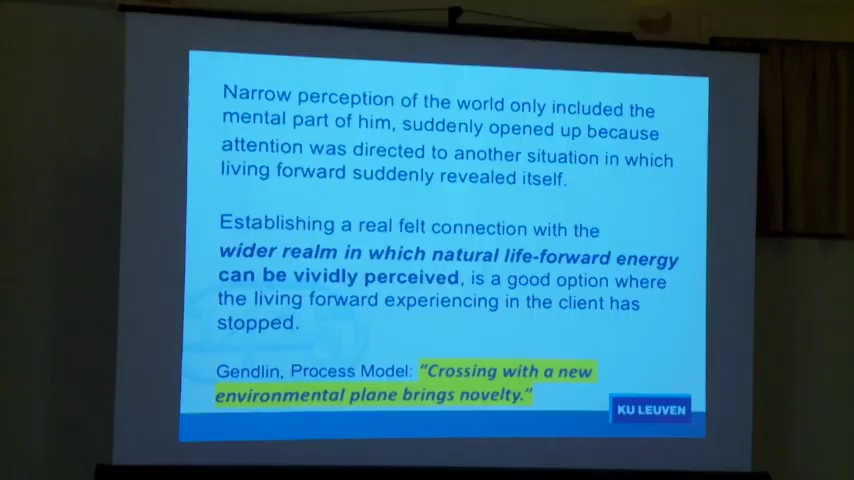 Narrow perception of the world only included the
mental part of him, suddenly opened up because
attention was directed to another situation in which
living forward suddenly revealed itself.
Establishing a real felt connection with the
wider realm in which natural life-forward energy
can be vividly perceived, is a good option where
the living forward experiencing in the client has
stopped.
Gendlin, Process Model: “Crossing with a new
environmental plane brings novelty.”
KU LEUVEN